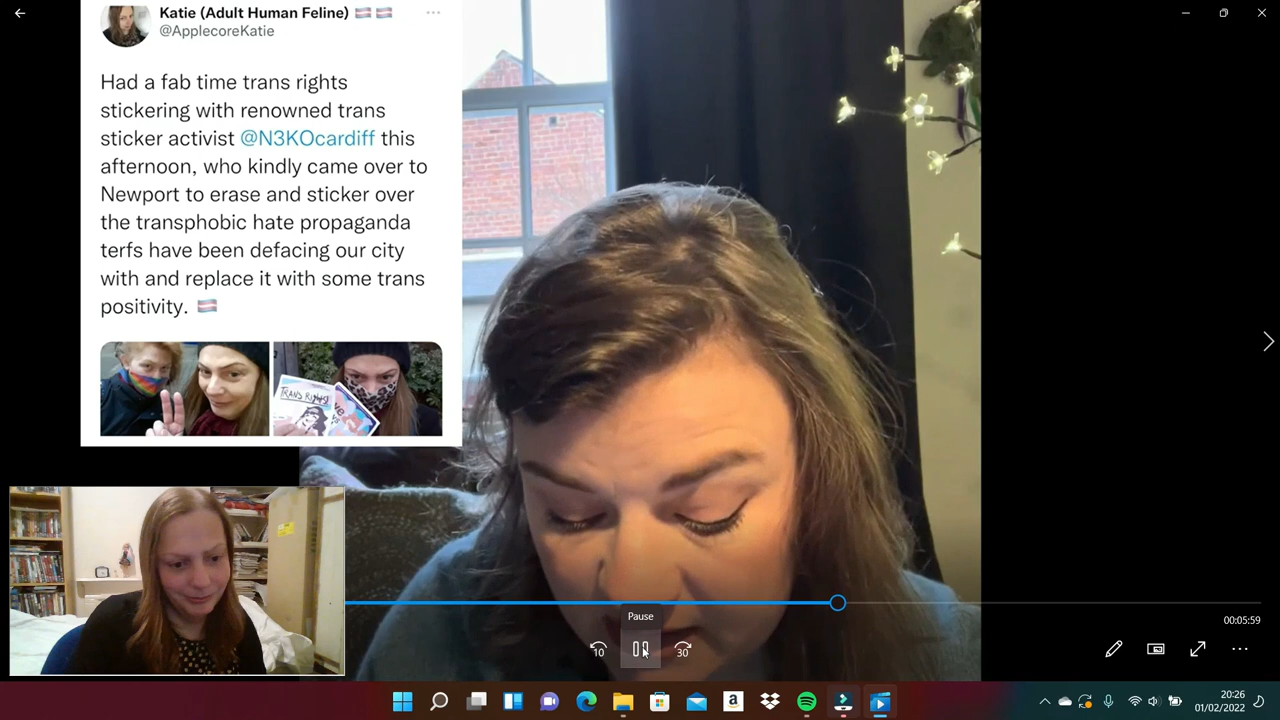 Katie (Adult Human Feline)
@ApplecoreKatie
Had a fab time trans rights
stickering with renowned trans
sticker activist @N3KOcardiff this
afternoon, who kindly came over to
Newport to erase and sticker over
the transphobic hate propaganda
terfs have been defacing our city
with and replace it with some trans
positivity.
TRANS RIGHTS
Pause
00:05:59
10
30
20:26
01/02/2022